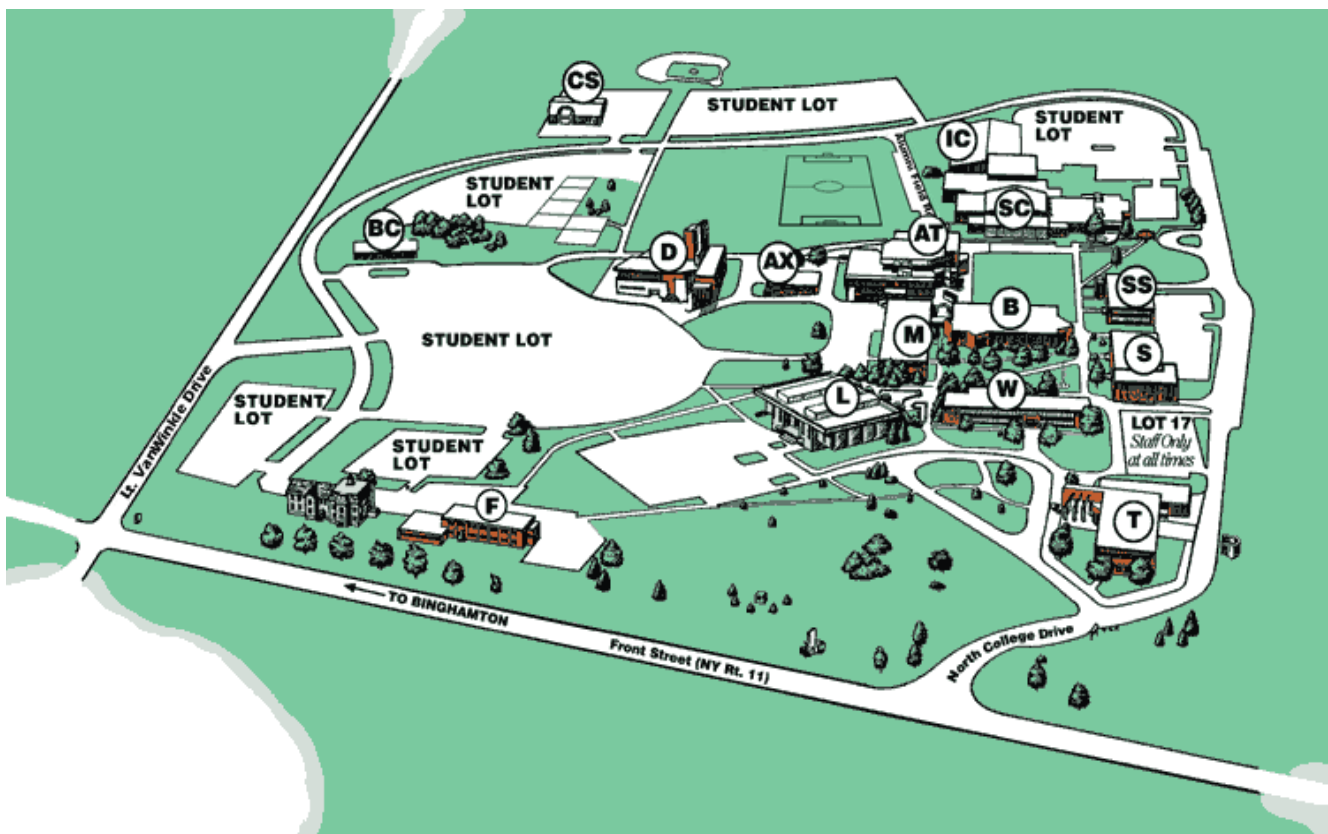 CS
STUDENT LOT
IC
STUDENT
LOT
Alumni Field R
STUDENT
LOT
SC
BC
AT
D
AX
SS
B
STUDENT LOT
M
S
W
L
STUDENT
LOT
LOT 17
Staff Only
at all times
STUDENT
LOT
Lt. VanWinkle Drive
F
T
TO BINGHAMTON
Front Street (NY Rt. 11)
North College Drive